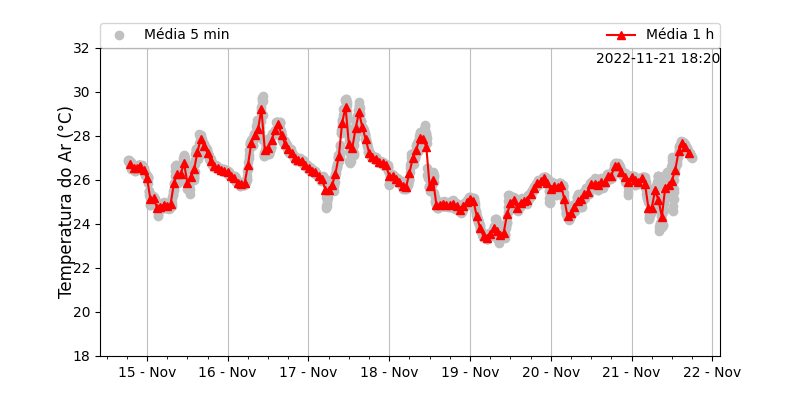 Média 5 min
Média 1 h
2022-11-21 18:20
Temperatura do Ar (°C)
32
30
28
26
24
22
20
18
15 - Nov
16 - Nov
17 - Nov
18 - Nov
19 - Nov
20 - Nov
21 - Nov
22 - Nov